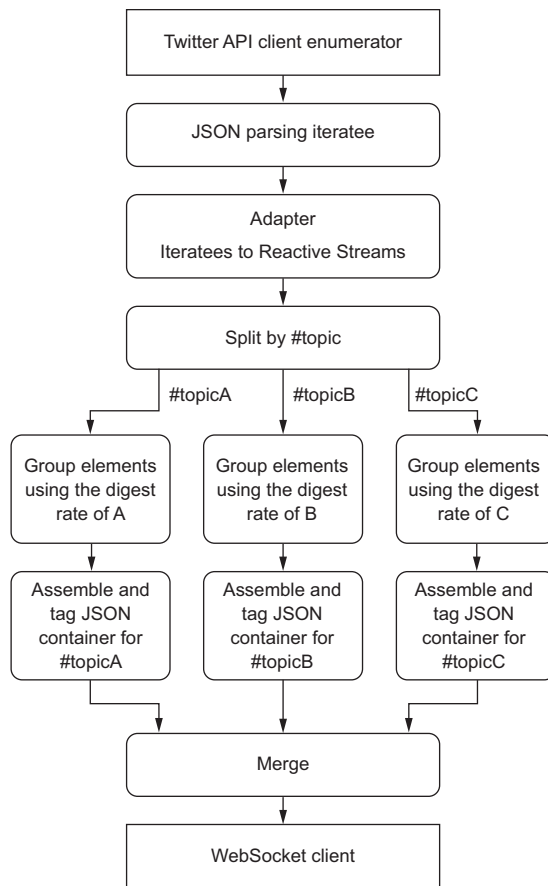 Twitter API client enumerator
JSON parsing iteratee
Adapter
Iteratees to Reactive Streams
Split by #topic
#topicA
#topicB
#topicC
Group elements
using the digest
rate of A
Group elements
using the digest
rate of B
Group elements
using the digest
rate of C
Assemble and
tag JSON
container for
#topicA
Assemble and
tag JSON
container for
#topicB
Assemble and
tag JSON
container for
#topicC
Merge
WebSocket client